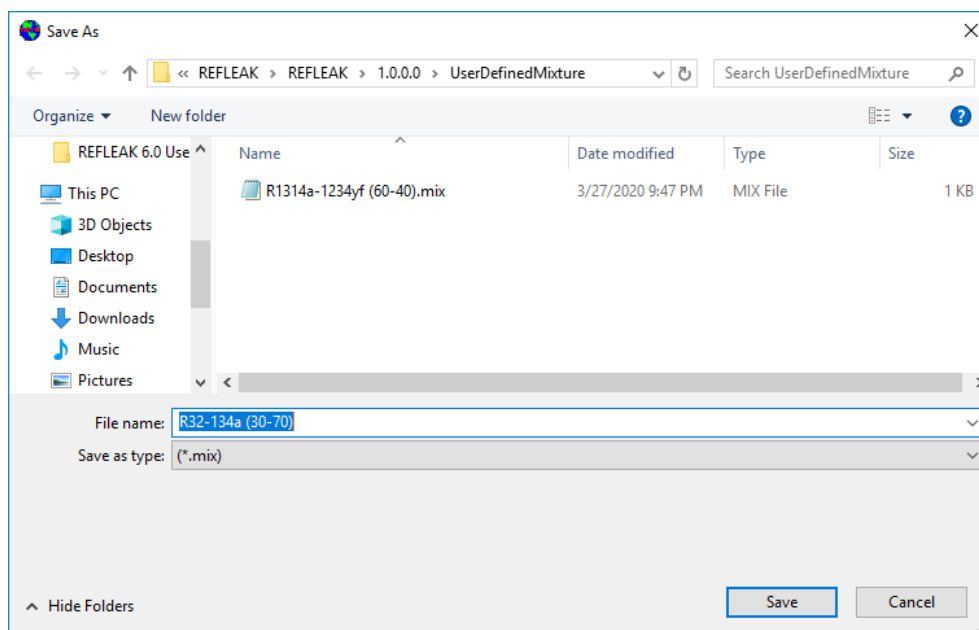 Save As
« REFLEAK > REFLEAK > 1.0.0.0 > UserDefinedMixture
Search UserDefinedMixture
Organize New folder
REFLEAK 6.0 Use
This PC
3D Objects
Desktop
Documents
Downloads
Music
Pictures
Name Date modified Type Size
R1314a-1234yf (60-40).mix 3/27/2020 9:47 PM MIX File 1 KB
File name: R32-134a (30-70)
Save as type: (*.mix)
Hide Folders Save Cancel